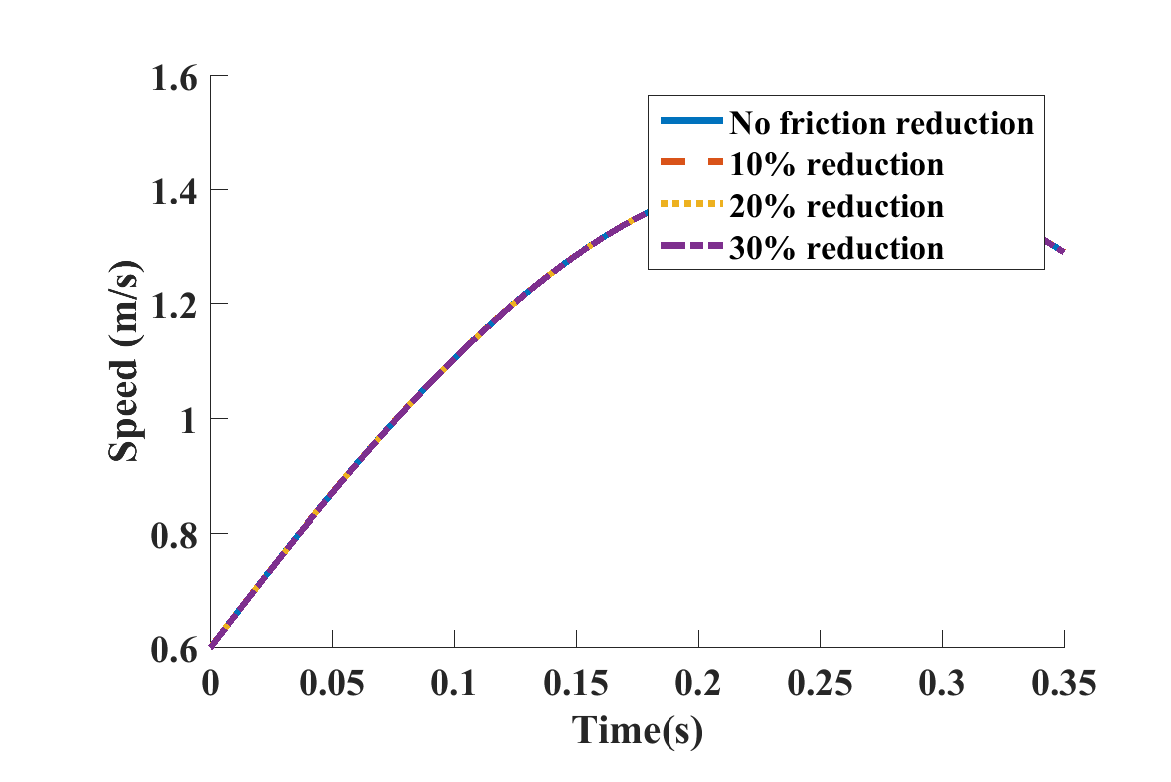 1.6
1.4
1.2
1
0.8
0.6
Speed (m/s)
No friction reduction
10% reduction
20% reduction
30% reduction
0 0.05 0.1 0.15 0.2 0.25 0.3 0.35
Time(s)